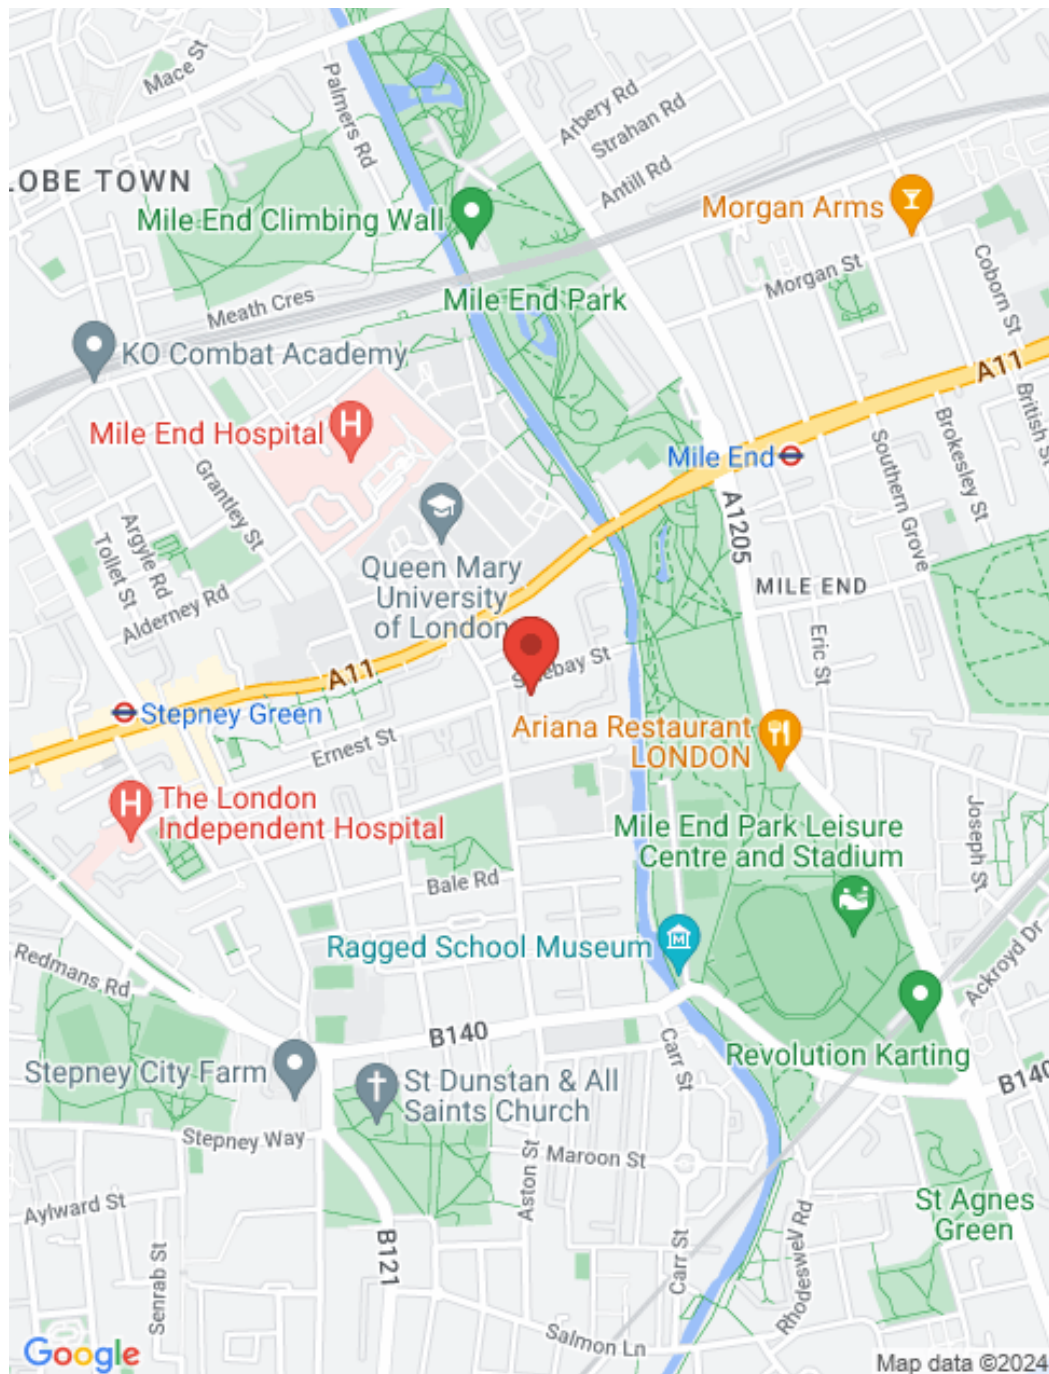 Mace St
Palmers Rd
Arbery Rd
Strahan Rd
Antill Rd
LOBE TOWN
Mile End Climbing Wall
Morgan Arms
Meath Cres
Mile End Park
Morgan St
Coborn St
KO Combat Academy
A11
Mile End Hospital
Mile End
Grantley St
Southern Grove
Brokesley St
British St
A1205
Argyle Rd
Tollet St
Alderney Rd
Queen Mary
University
of London
MILE END
Eric St
A11
ebay St
Stepney Green
Ernest St
Ariana Restaurant
LONDON
The London
Independent Hospital
Mile End Park Leisure
Centre and Stadium
Joseph St
Bale Rd
Ragged School Museum
Redmans Rd
Ackroyd Dr
B140
Carr St
Revolution Karting
B140
Stepney City Farm
St Dunstan & All
Saints Church
Stepney Way
Maroon St
Aston St
Aylward St
St Agnes
Green
B121
Senrab St
Carr St
Rhodeswell Rd
Salmon Ln
Google
Map data ©2024